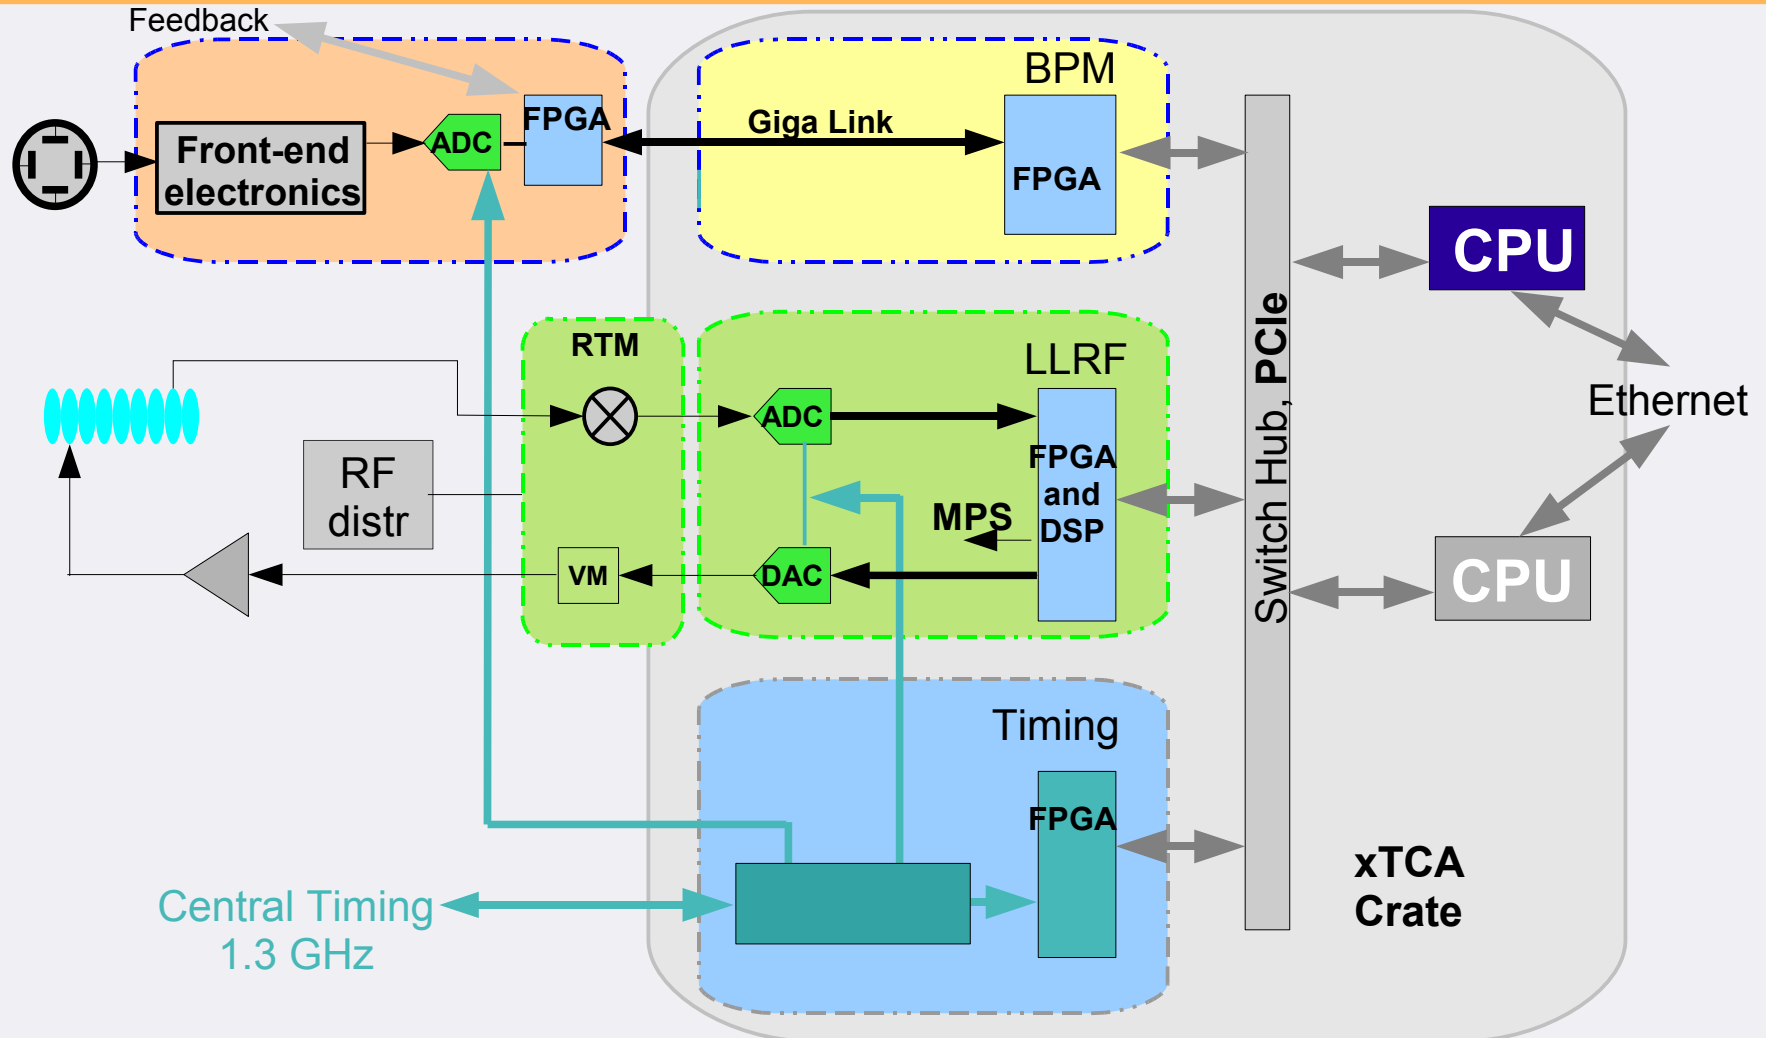 Feedback
Front-end
electronics
ADC
FPGA
Giga Link
BPM
FPGA
RTM
LLRF
ADC
FPGA
and
DSP
MPS
RF
distr
VM
DAC
Timing
FPGA
Central Timing
1.3 GHz
Switch Hub, PCIe
CPU
Ethernet
CPU
xTCA
Crate